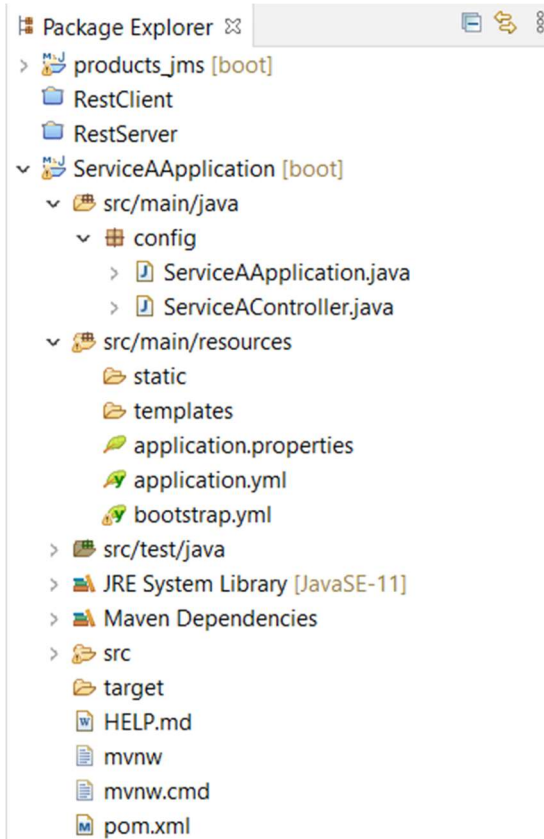 Package Explorer
products_jms [boot]
RestClient
RestServer
ServiceAApplication [boot]
src/main/java
config
ServiceAApplication.java
ServiceAController.java
src/main/resources
static
templates
application.properties
application.yml
bootstrap.yml
src/test/java
JRE System Library [JavaSE-11]
Maven Dependencies
src
target
HELP.md
mvnw
mvnw.cmd
pom.xml